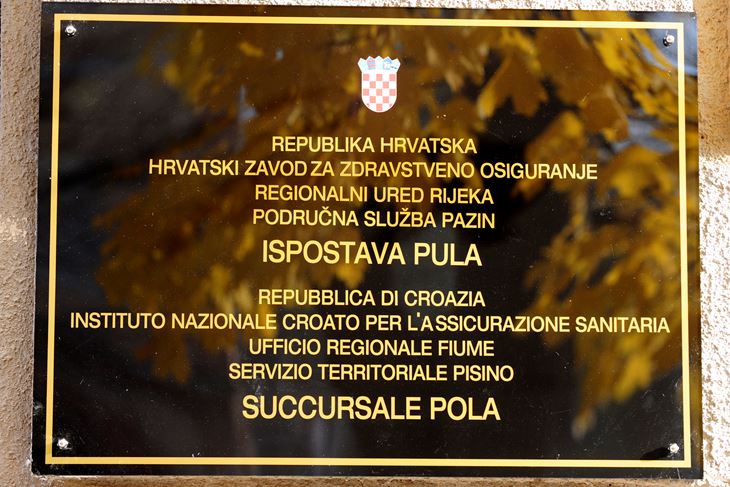 REPUBLIKA HRVATSKA
HRVATSKI ZAVOD ZA ZDRAVSTVENO OSIGURANJE
REGIONALNI URED RIJEKA
PODRUČNA SLUŽBA PAZIN
ISPOSTAVA PULA
REPUBBLICA DI CROAZIA
INSTITUTO NAZIONALE CROATO PER L'ASSICURAZIONE SANITARIA
UFFICIO REGIONALE FIUME
SERVIZIO TERRITORIALE PISINO
SUCCURSALE POLA